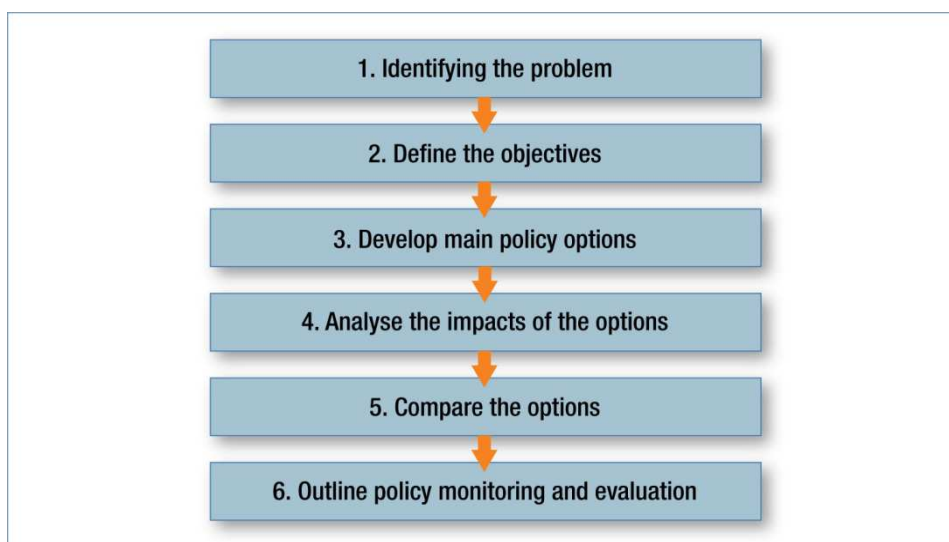 1. Identifying the problem
2. Define the objectives
3. Develop main policy options
4. Analyse the impacts of the options
5. Compare the options
6. Outline policy monitoring and evaluation